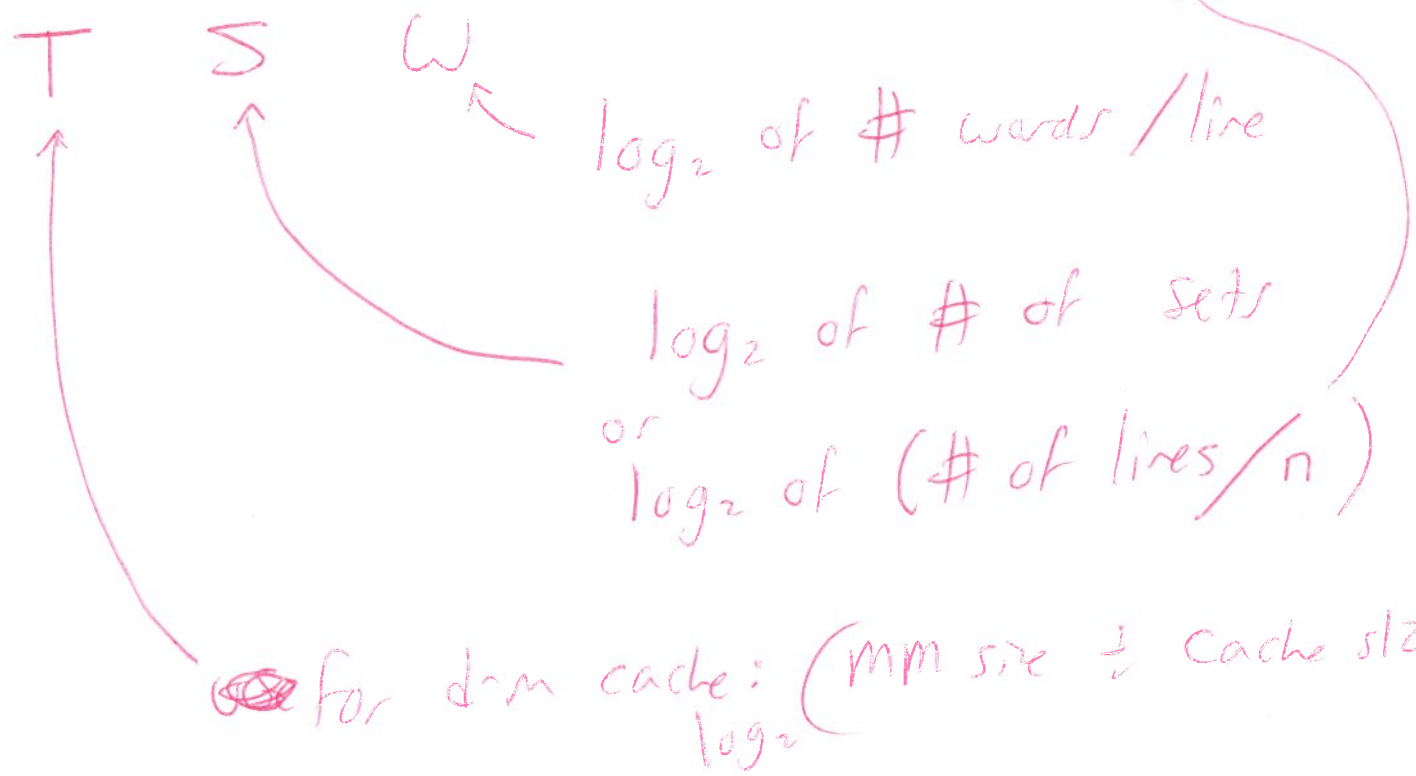 T S W
log₂ of # words/line
log₂ of # of sets
or
log₂ of (# of lines/n)
for d-m cache: (MM size ÷ cache siz
log₂